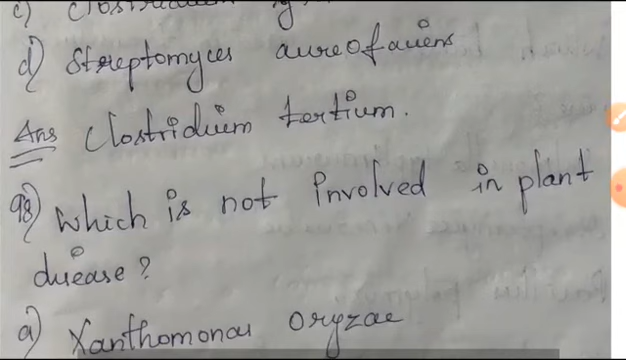 d) Streptomyces aureofaciens
Ans Clostridium tertium.
98) Which is not involved in plant
disease?
a) Xanthomonas oryzae